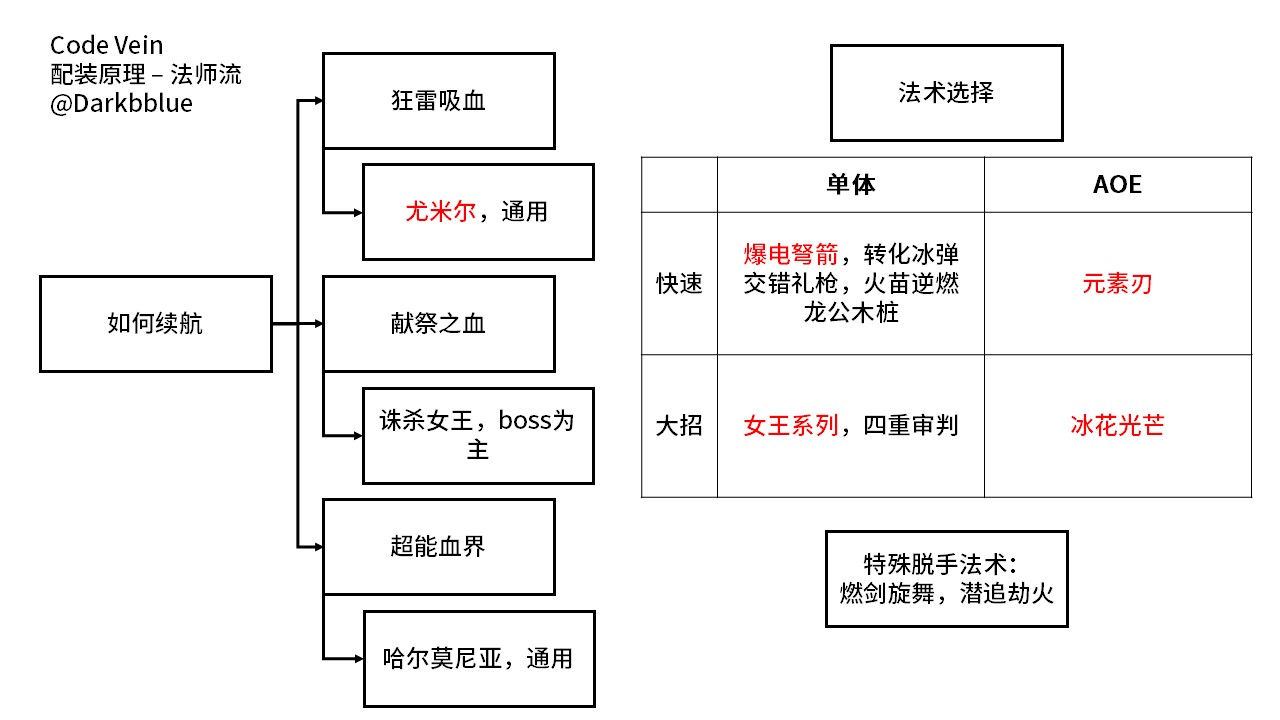 Code Vein
配装原理 – 法师流
@Darkbblue
如何续航
狂雷吸血
尤米尔，通用
献祭之血
诛杀女王，boss为
主
超能血界
哈尔莫尼亚，通用
法术选择
单体
AOE
快速
爆电弩箭，转化冰弹
交错礼枪，火苗逆燃
龙公木桩
元素刃
大招
女王系列，四重审判
冰花光芒
特殊脱手法术：
燃剑旋舞，潜追劫火